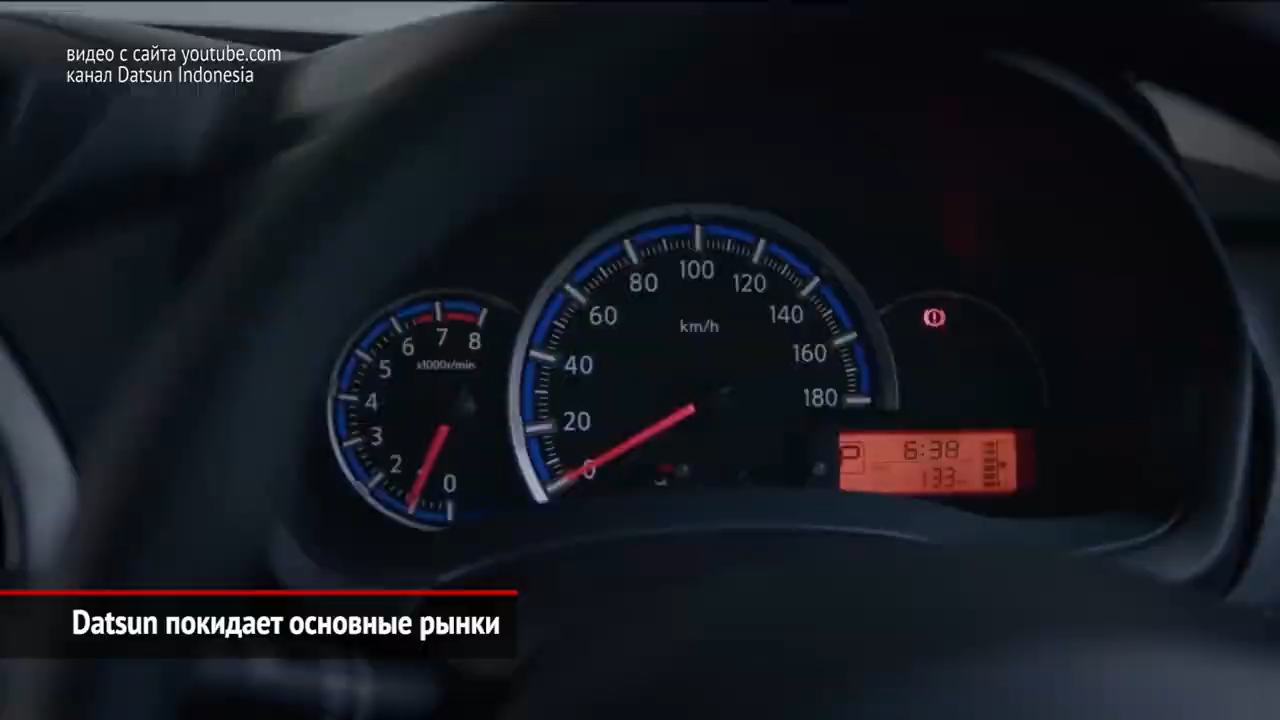 видео с сайта youtube.com
канал Datsun Indonesia
80 100 120
60 140
km/h
40 160
180
20
0
6 7 8
x1000r/min
5
4
3
2
0
P 6:38
133
Datsun покидает основные рынки